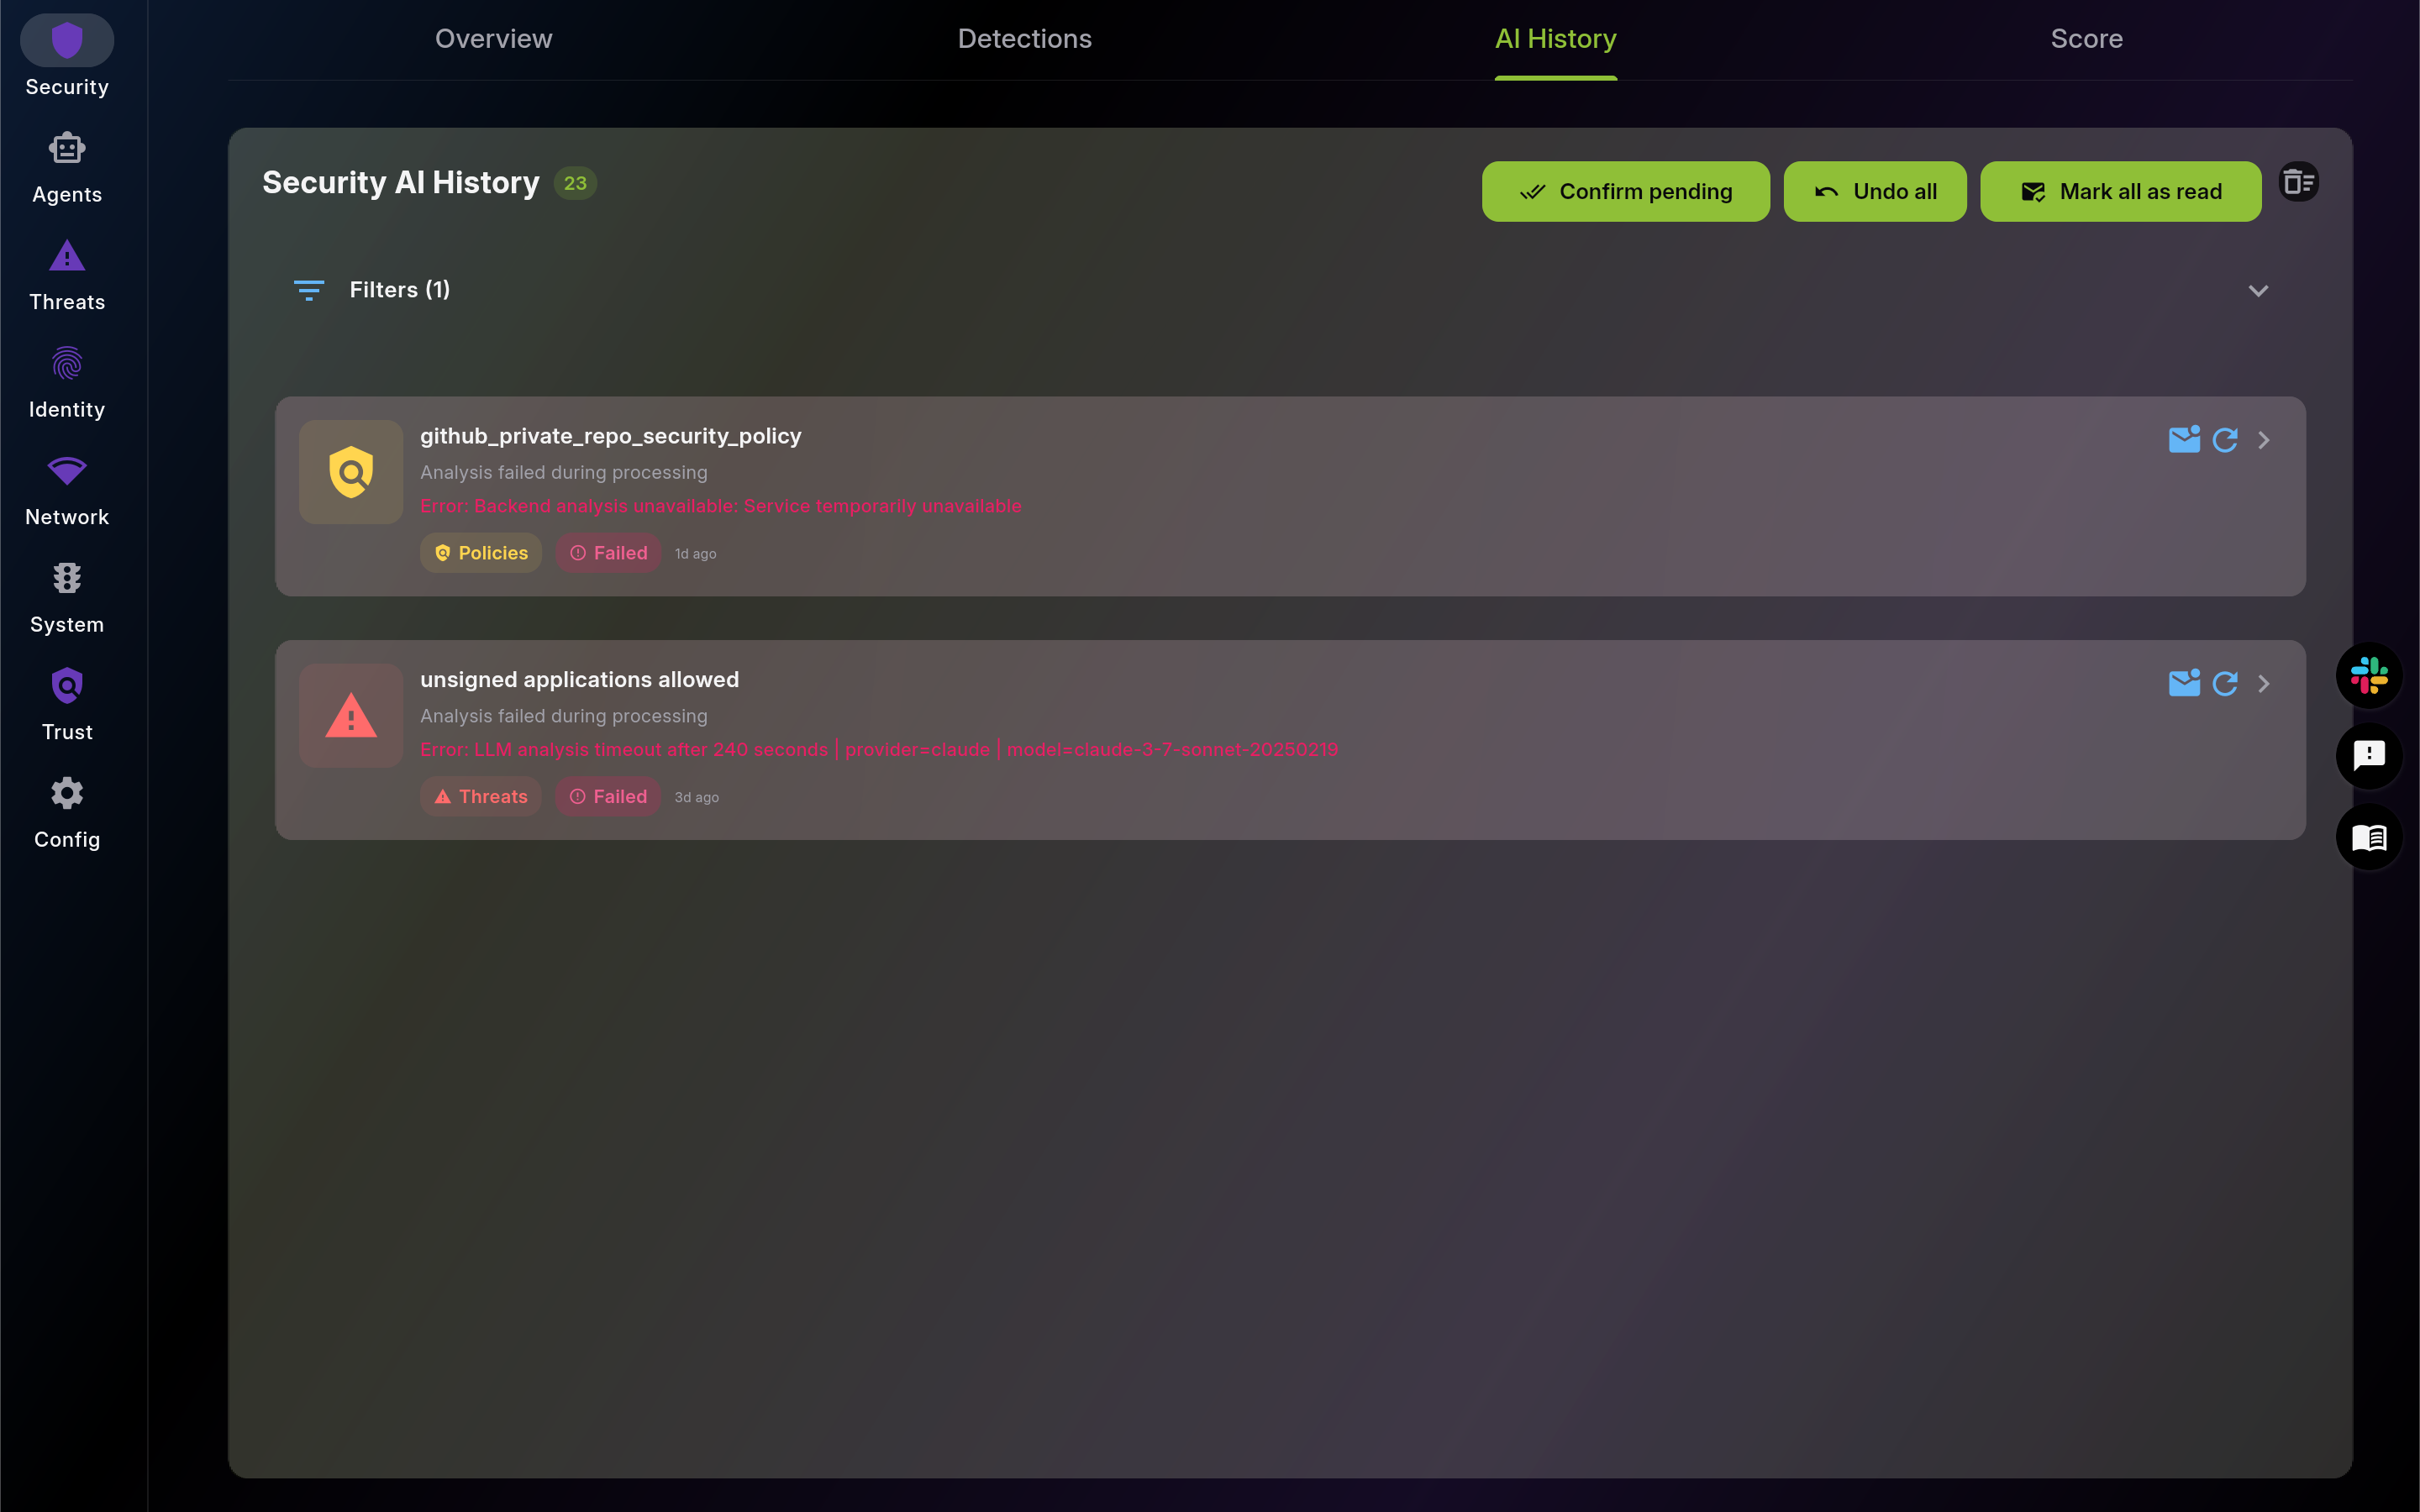 Overview
Detections
AI History
Score
Security
Agents
Threats
Identity
Network
System
Trust
Config
Security AI History 23
Confirm pending
Undo all
Mark all as read
Filters (1)
github_private_repo_security_policy
Analysis failed during processing
Error: Backend analysis unavailable: Service temporarily unavailable
Policies Failed 1d ago
unsigned applications allowed
Analysis failed during processing
Error: LLM analysis timeout after 240 seconds | provider=claude | model=claude-3-7-sonnet-20250219
Threats Failed 3d ago